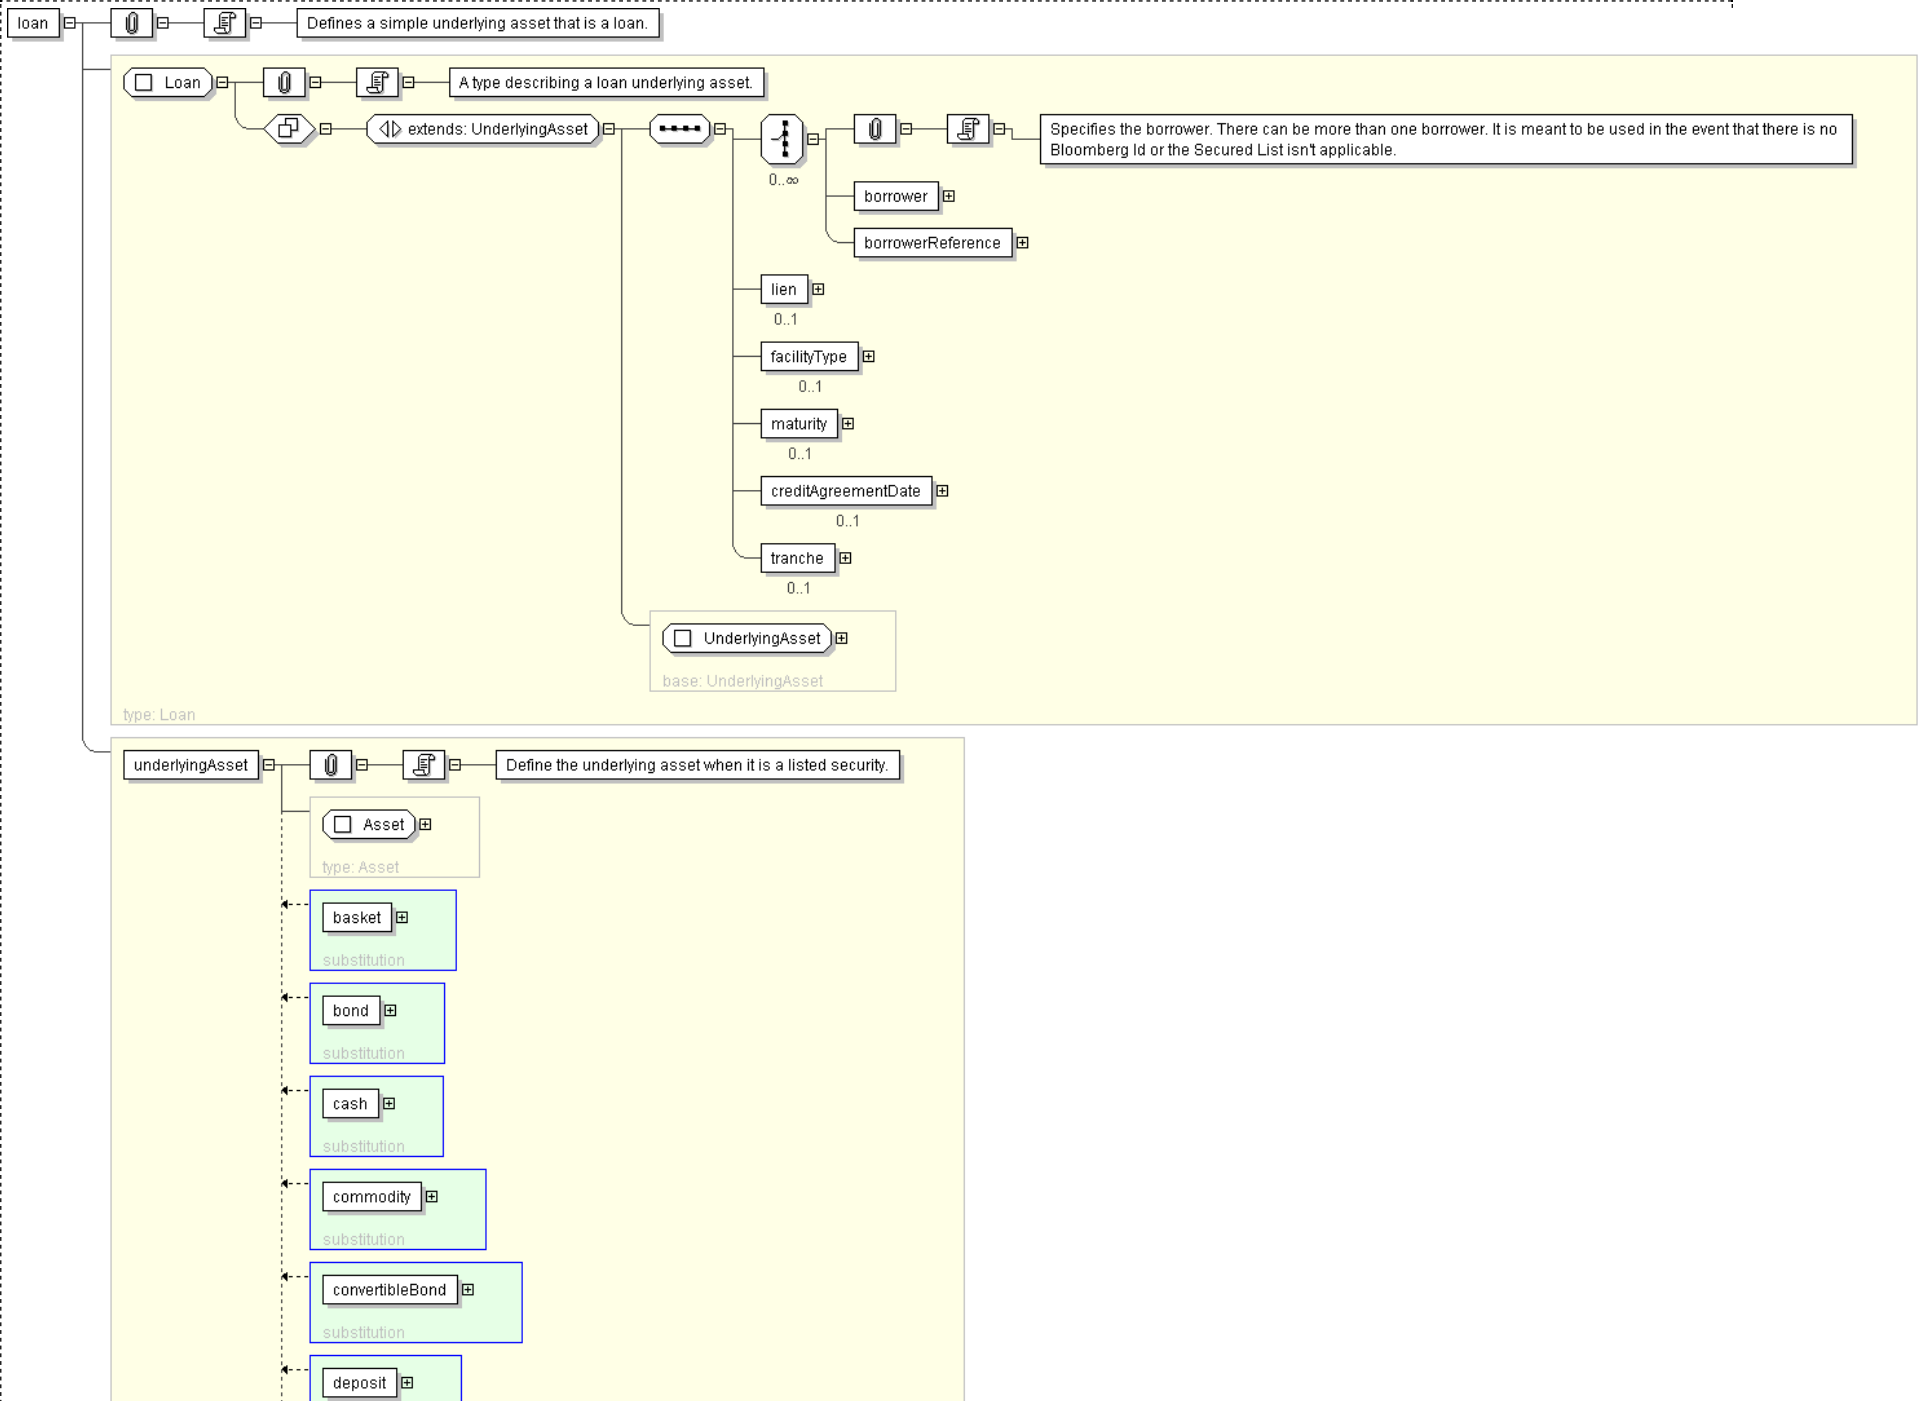 loan
Defines a simple underlying asset that is a loan.
Loan
A type describing a loan underlying asset.
extends: UnderlyingAsset
0..∞
Specifies the borrower. There can be more than one borrower. It is meant to be used in the event that there is no
Bloomberg Id or the Secured List isn't applicable.
borrower
borrowerReference
lien
0..1
facilityType
0..1
maturity
0..1
creditAgreementDate
0..1
tranche
0..1
UnderlyingAsset
base: UnderlyingAsset
type: Loan
underlyingAsset
Define the underlying asset when it is a listed security.
Asset
type: Asset
basket
substitution
bond
substitution
cash
substitution
commodity
substitution
convertibleBond
substitution
deposit